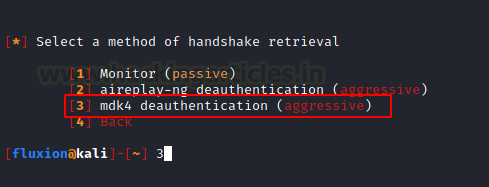 [*] Select a method of handshake retrieval
www.hackingarticles.in
[1] Monitor (passive)
[2] aireplay-ng deauthentication (aggressive)
[3] mdk4 deauthentication (aggressive)
[4] Back
[fluxion@kali]-[~] 3